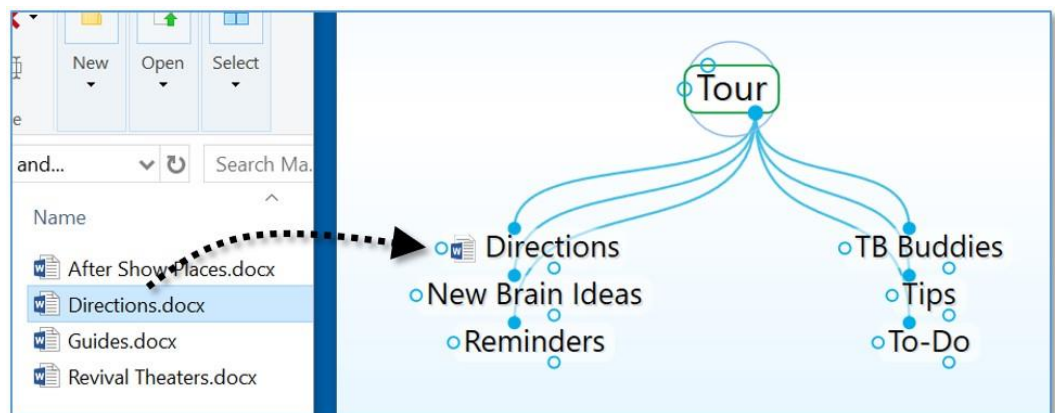 New Open Select
e
and... Search Ma.
Name
After Show Places.docx
Directions.docx
Guides.docx
Revival Theaters.docx
Tour
Directions
New Brain Ideas
Reminders
TB Buddies
Tips
To-Do